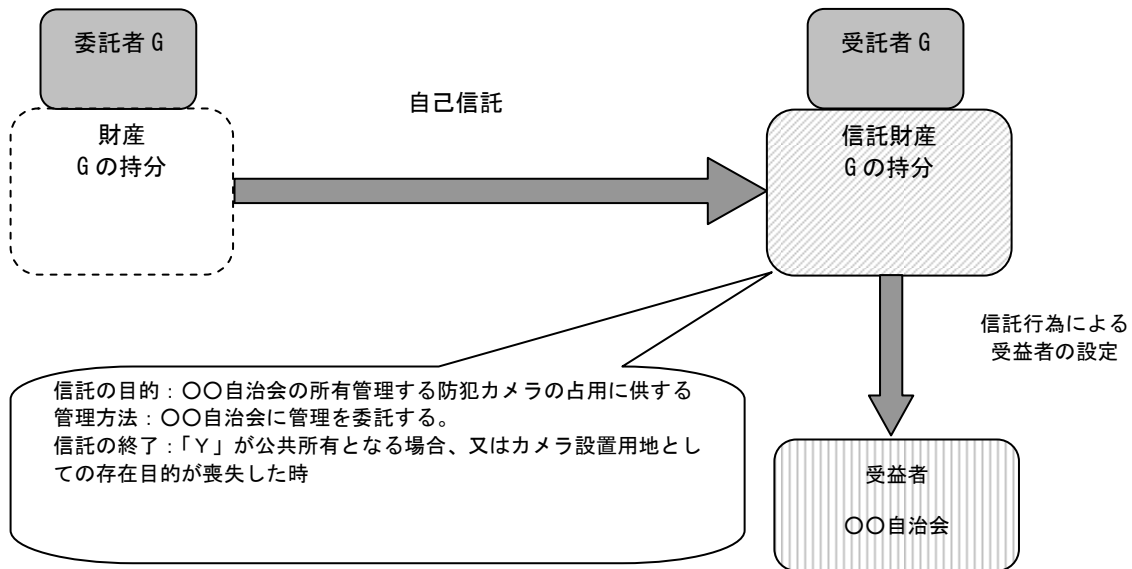 委託者 G
受託者 G
自己信託
財産
G の持分
信託財産
G の持分
信託行為による
受益者の設定
信託の目的：〇〇自治会の所有管理する防犯カメラの占用に供する
管理方法：〇〇自治会に管理を委託する。
信託の終了：「Ｙ」が公共所有となる場合、又はカメラ設置用地とし
ての存在目的が喪失した時
受益者
〇〇自治会